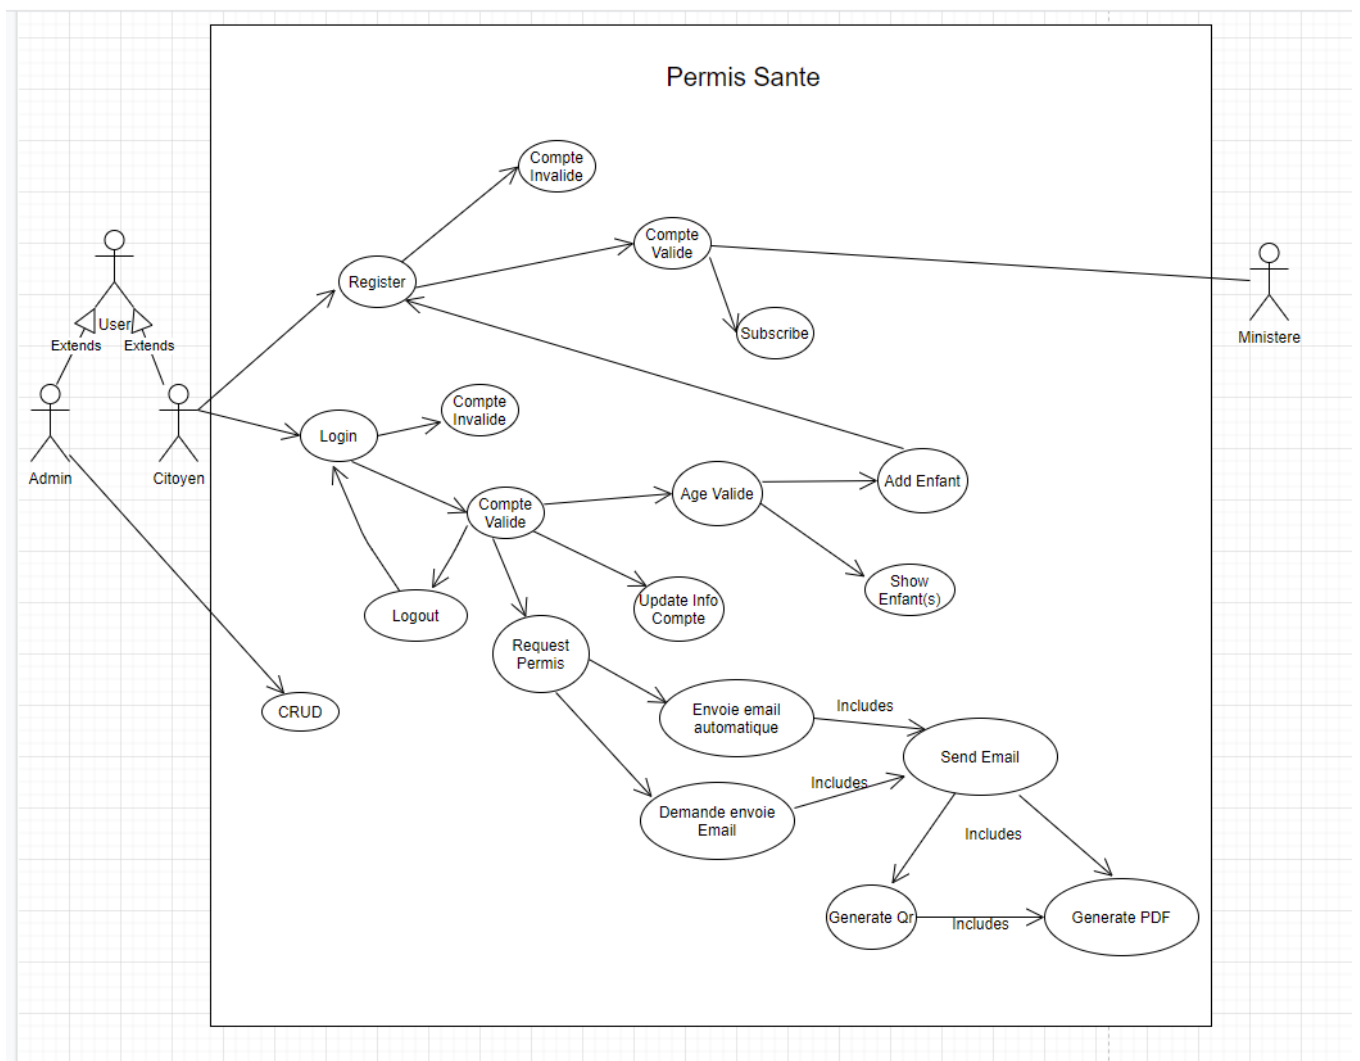 Permis Sante
Compte
Invalide
Compte
Valide
Register
Subscribe
User
Extends
Extends
Ministere
Compte
Invalide
Login
Admin
Citoyen
Age Valide
Add Enfant
Compte
Valide
Show
Enfant(s)
Update Info
Compte
Logout
Request
Permis
CRUD
Envoie email
automatique
Includes
Send Email
Includes
Demande envoie
Email
Includes
Generate Qr
Includes
Generate PDF